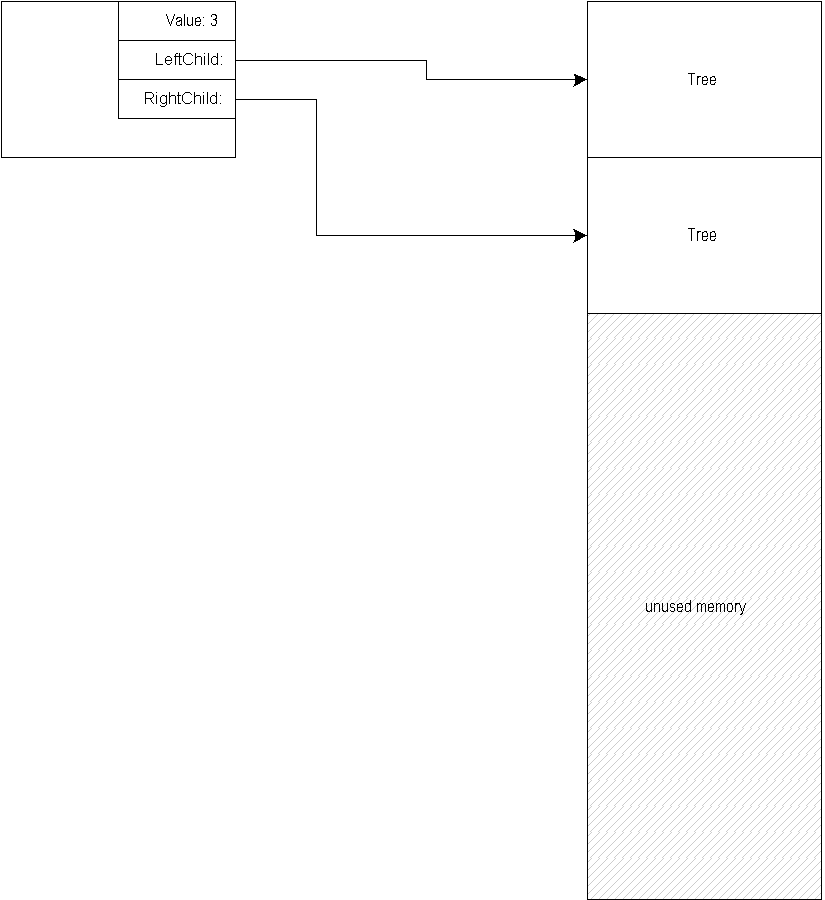 Value: 3
LeftChild:
RightChild:
Tree
Tree
unused memory